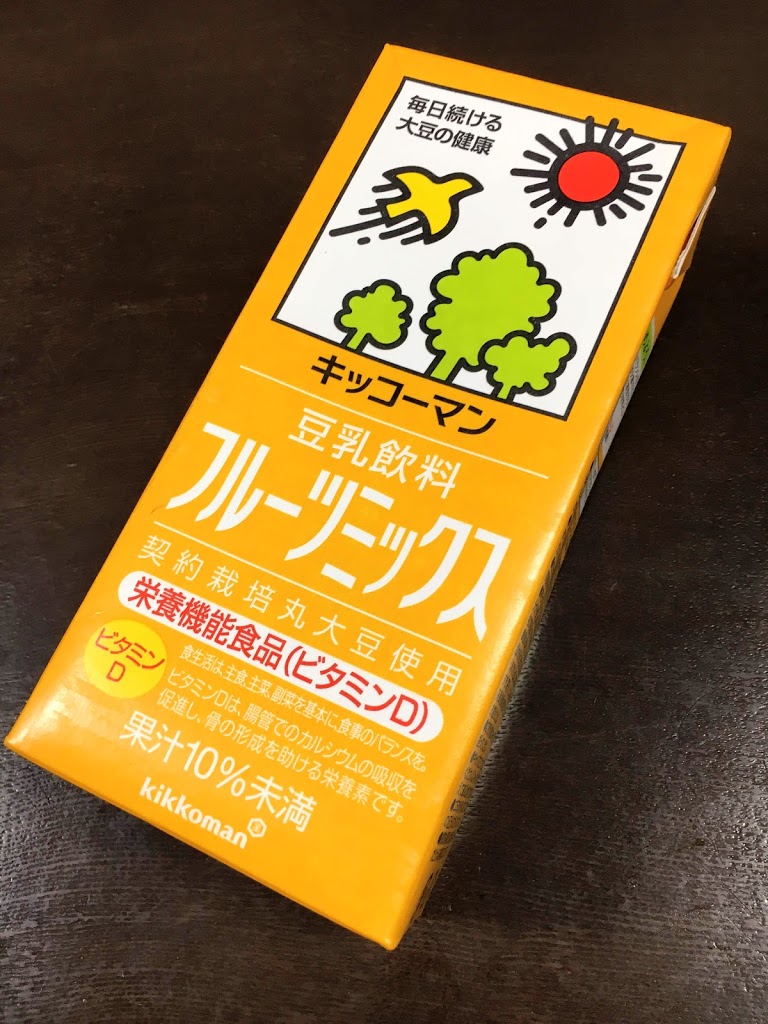 毎日続ける
大豆の健康
キッコーマン
豆乳飲料
フルーツミックス
契約栽培丸大豆使用
栄養機能食品(ビタミンD)
ビタミン
D
食生活は、主食、主菜、副菜を基本に、食事のバランスを。
ビタミンDは、腸管でのカルシウムの吸収を
促進し、骨の形成を助ける栄養素です。
果汁10%未満
kikkoman